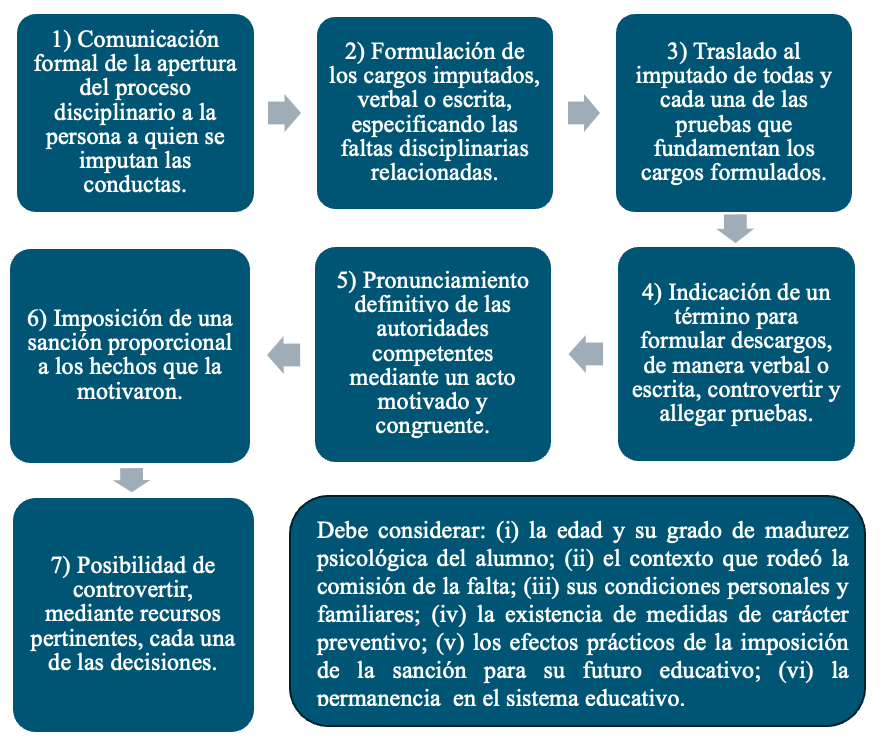 1) Comunicación
formal de la apertura
del proceso
disciplinario a la
persona a quien se
imputan las
conductas.
2) Formulación de
los cargos imputados,
verbal o escrita,
especificando las
faltas disciplinarias
relacionadas.
3) Traslado al
imputado de todas y
cada una de las
pruebas que
fundamentan los
cargos formulados.
4) Indicación de un
término para
formular descargos,
de manera verbal o
escrita, controvertir y
allegar pruebas.
5) Pronunciamiento
definitivo de las
autoridades
competentes
mediante un acto
motivado y
congruente.
6) Imposición de una
sanción proporcional
a los hechos que la
motivaron.
7) Posibilidad de
controvertir,
mediante recursos
pertinentes, cada una
de las decisiones.
Debe considerar: (i) la edad y su grado de madurez
psicológica del alumno; (ii) el contexto que rodeó la
comisión de la falta; (iii) sus condiciones personales y
familiares; (iv) la existencia de medidas de carácter
preventivo; (v) los efectos prácticos de la imposición
de la sanción para su futuro educativo; (vi) la
permanencia en el sistema educativo.